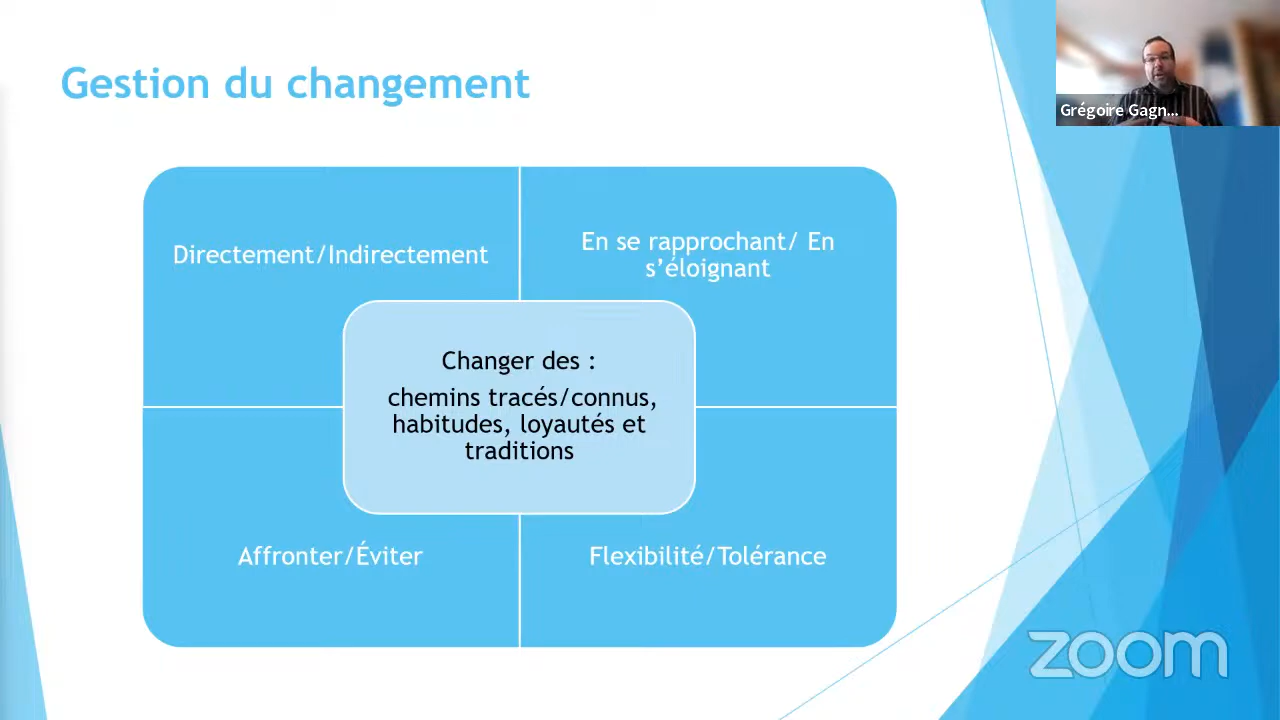 Gestion du changement
Grégoire Gagn...
Directement/Indirectement
En se rapprochant/ En
s’éloignant
Changer des :
chemins tracés/connus,
habitudes, loyautés et
traditions
Affronter/Éviter
Flexibilité/Tolérance
zoom